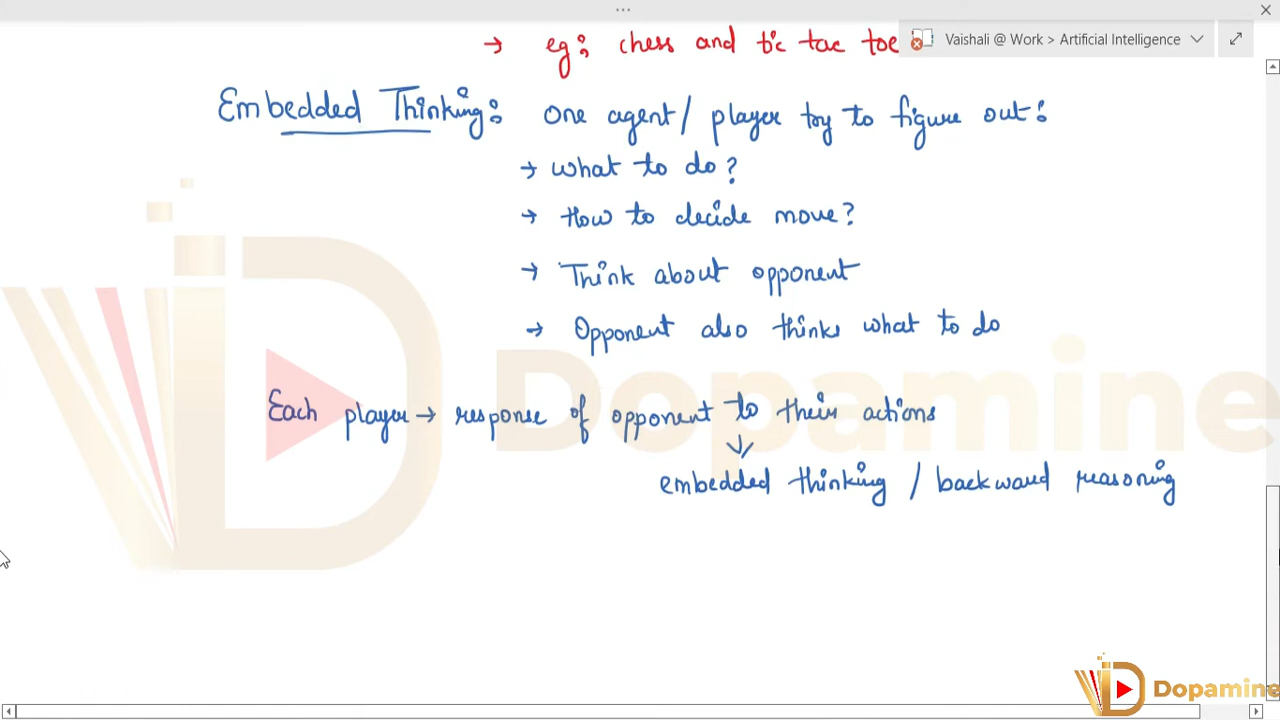 → eg: chess and tic tac toe
Vaishali @ Work > Artificial Intelligence
Embedded Thinking: One agent/ player try to figure out:
→ What to do?
→ How to decide move?
→ Think about opponent
→ Opponent also thinks what to do
Each player → response of opponent to their actions
embedded thinking / backward reasoning
Dopamine
Dopamine